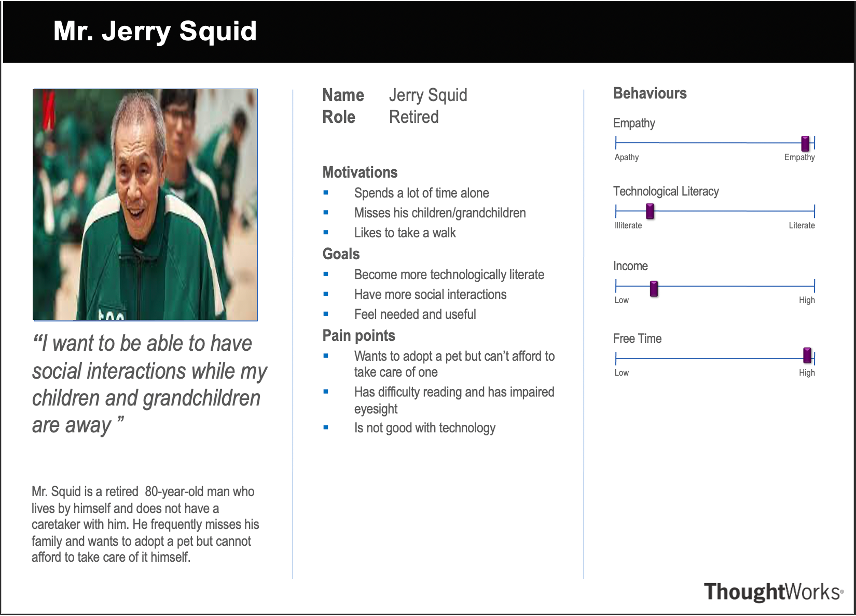 Mr. Jerry Squid
“I want to be able to have
social interactions while my
children and grandchildren
are away ”
Mr. Squid is a retired  80-year-old man who
lives by himself and does not have a
caretaker with him. He frequently misses his
family and wants to adopt a pet but cannot
afford to take care of it himself.
Name Jerry Squid
Role Retired
Motivations
Spends a lot of time alone
Misses his children/grandchildren
Likes to take a walk
Goals
Become more technologically literate
Have more social interactions
Feel needed and useful
Pain points
Wants to adopt a pet but can’t afford to
take care of one
Has difficulty reading and has impaired
eyesight
Is not good with technology
Behaviours
Empathy
Apathy Empathy
Technological Literacy
Illiterate Literate
Income
Low High
Free Time
Low High
ThoughtWorks®